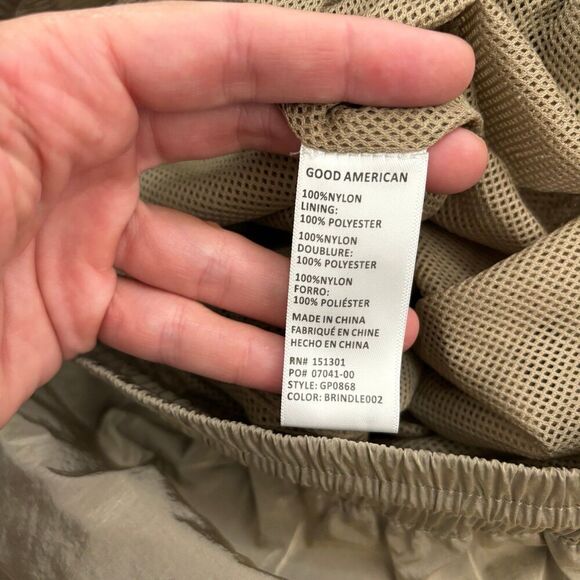 GOOD AMERICAN
100%NYLON
LINING:
100% POLYESTER
100%NYLON
DOUBLURE:
100% POLYESTER
100%NYLON
FORRO:
100% POLIÉSTER
MADE IN CHINA
FABRIQUÉ EN CHINE
HECHO EN CHINA
RN# 151301
PO# 07041-00
STYLE: GP0868
COLOR: BRINDLE002